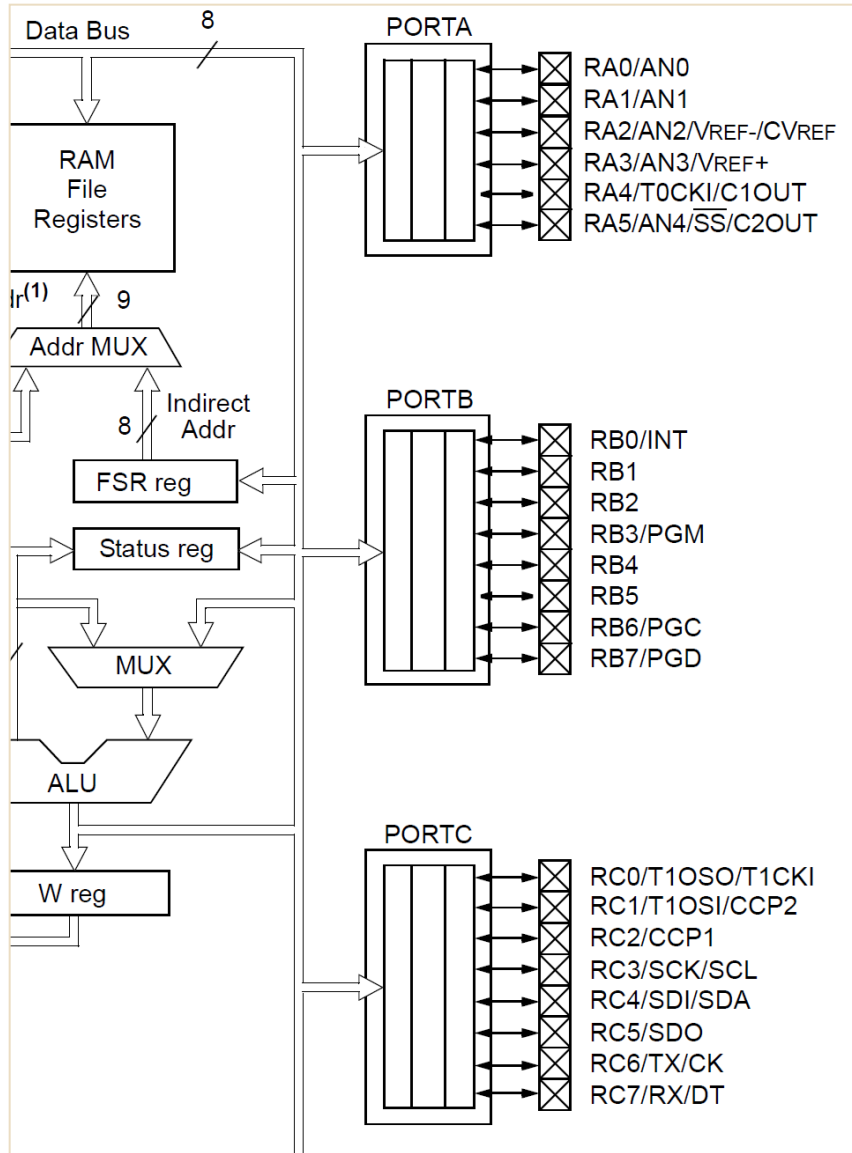 Data Bus
8
RAM
File
Registers
dr(1)
9
Addr MUX
8
Indirect
Addr
FSR reg
Status reg
MUX
ALU
W reg
PORTA
RA0/AN0
RA1/AN1
RA2/AN2/VREF-/CVREF
RA3/AN3/VREF+
RA4/T0CKI/C1OUT
RA5/AN4/S̅S̅/C2OUT
PORTB
RB0/INT
RB1
RB2
RB3/PGM
RB4
RB5
RB6/PGC
RB7/PGD
PORTC
RC0/T1OSO/T1CKI
RC1/T1OSI/CCP2
RC2/CCP1
RC3/SCK/SCL
RC4/SDI/SDA
RC5/SDO
RC6/TX/CK
RC7/RX/DT